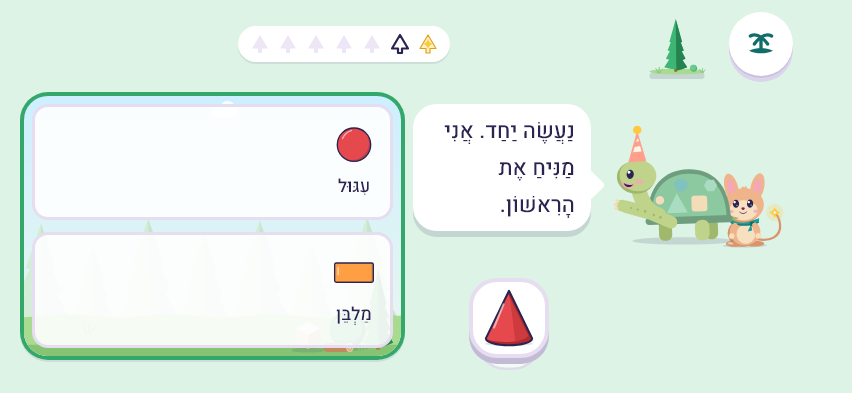 נַעֲשֶׂה יַחַד. אֲנִי
מַנִּיחַ אֶת
הָרִאשׁוֹן.
עִגּוּל
מַלְבֵּן